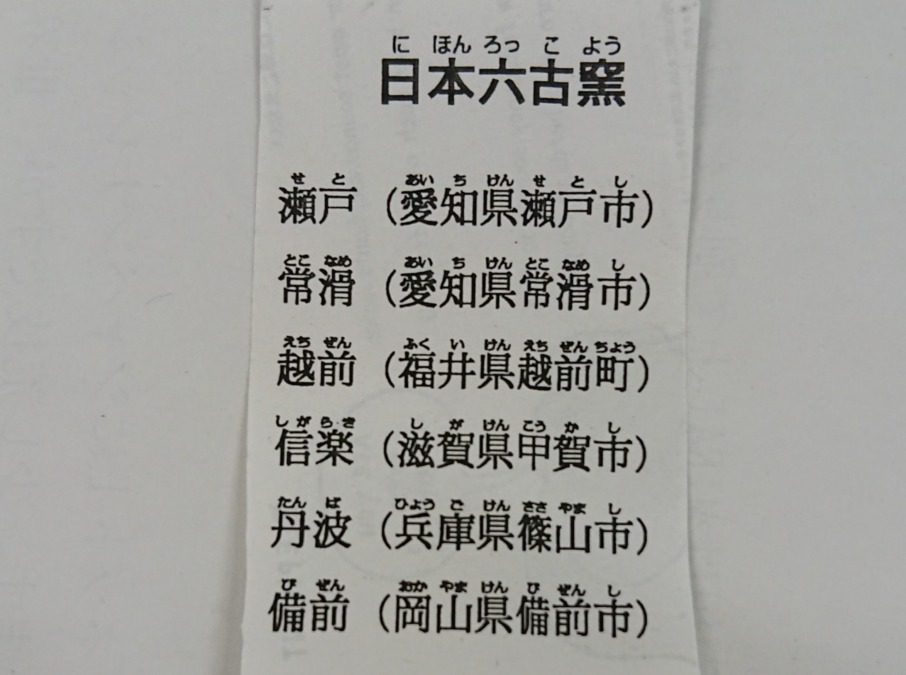 に ほん ろっ こ よう
日本六古窯
せ と あい ち けん せ と し
瀬戸（愛知県瀬戸市）
とこ なめ あい ち けん とこ なめ し
常滑（愛知県常滑市）
えち ぜん ふく い けん えち ぜん ちょう
越前（福井県越前町）
し が ら き し が けん こう か し
信楽（滋賀県甲賀市）
たん ば ひょう ご けん ささ やま し
丹波（兵庫県篠山市）
び ぜん おか やま けん び ぜん し
備前（岡山県備前市）